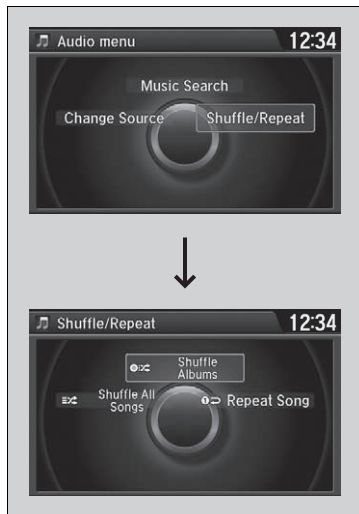 Audio menu 12:34
Music Search
Change Source Shuffle/Repeat
Shuffle/Repeat 12:34
Shuffle
Albums
Shuffle All
Songs
Repeat Song